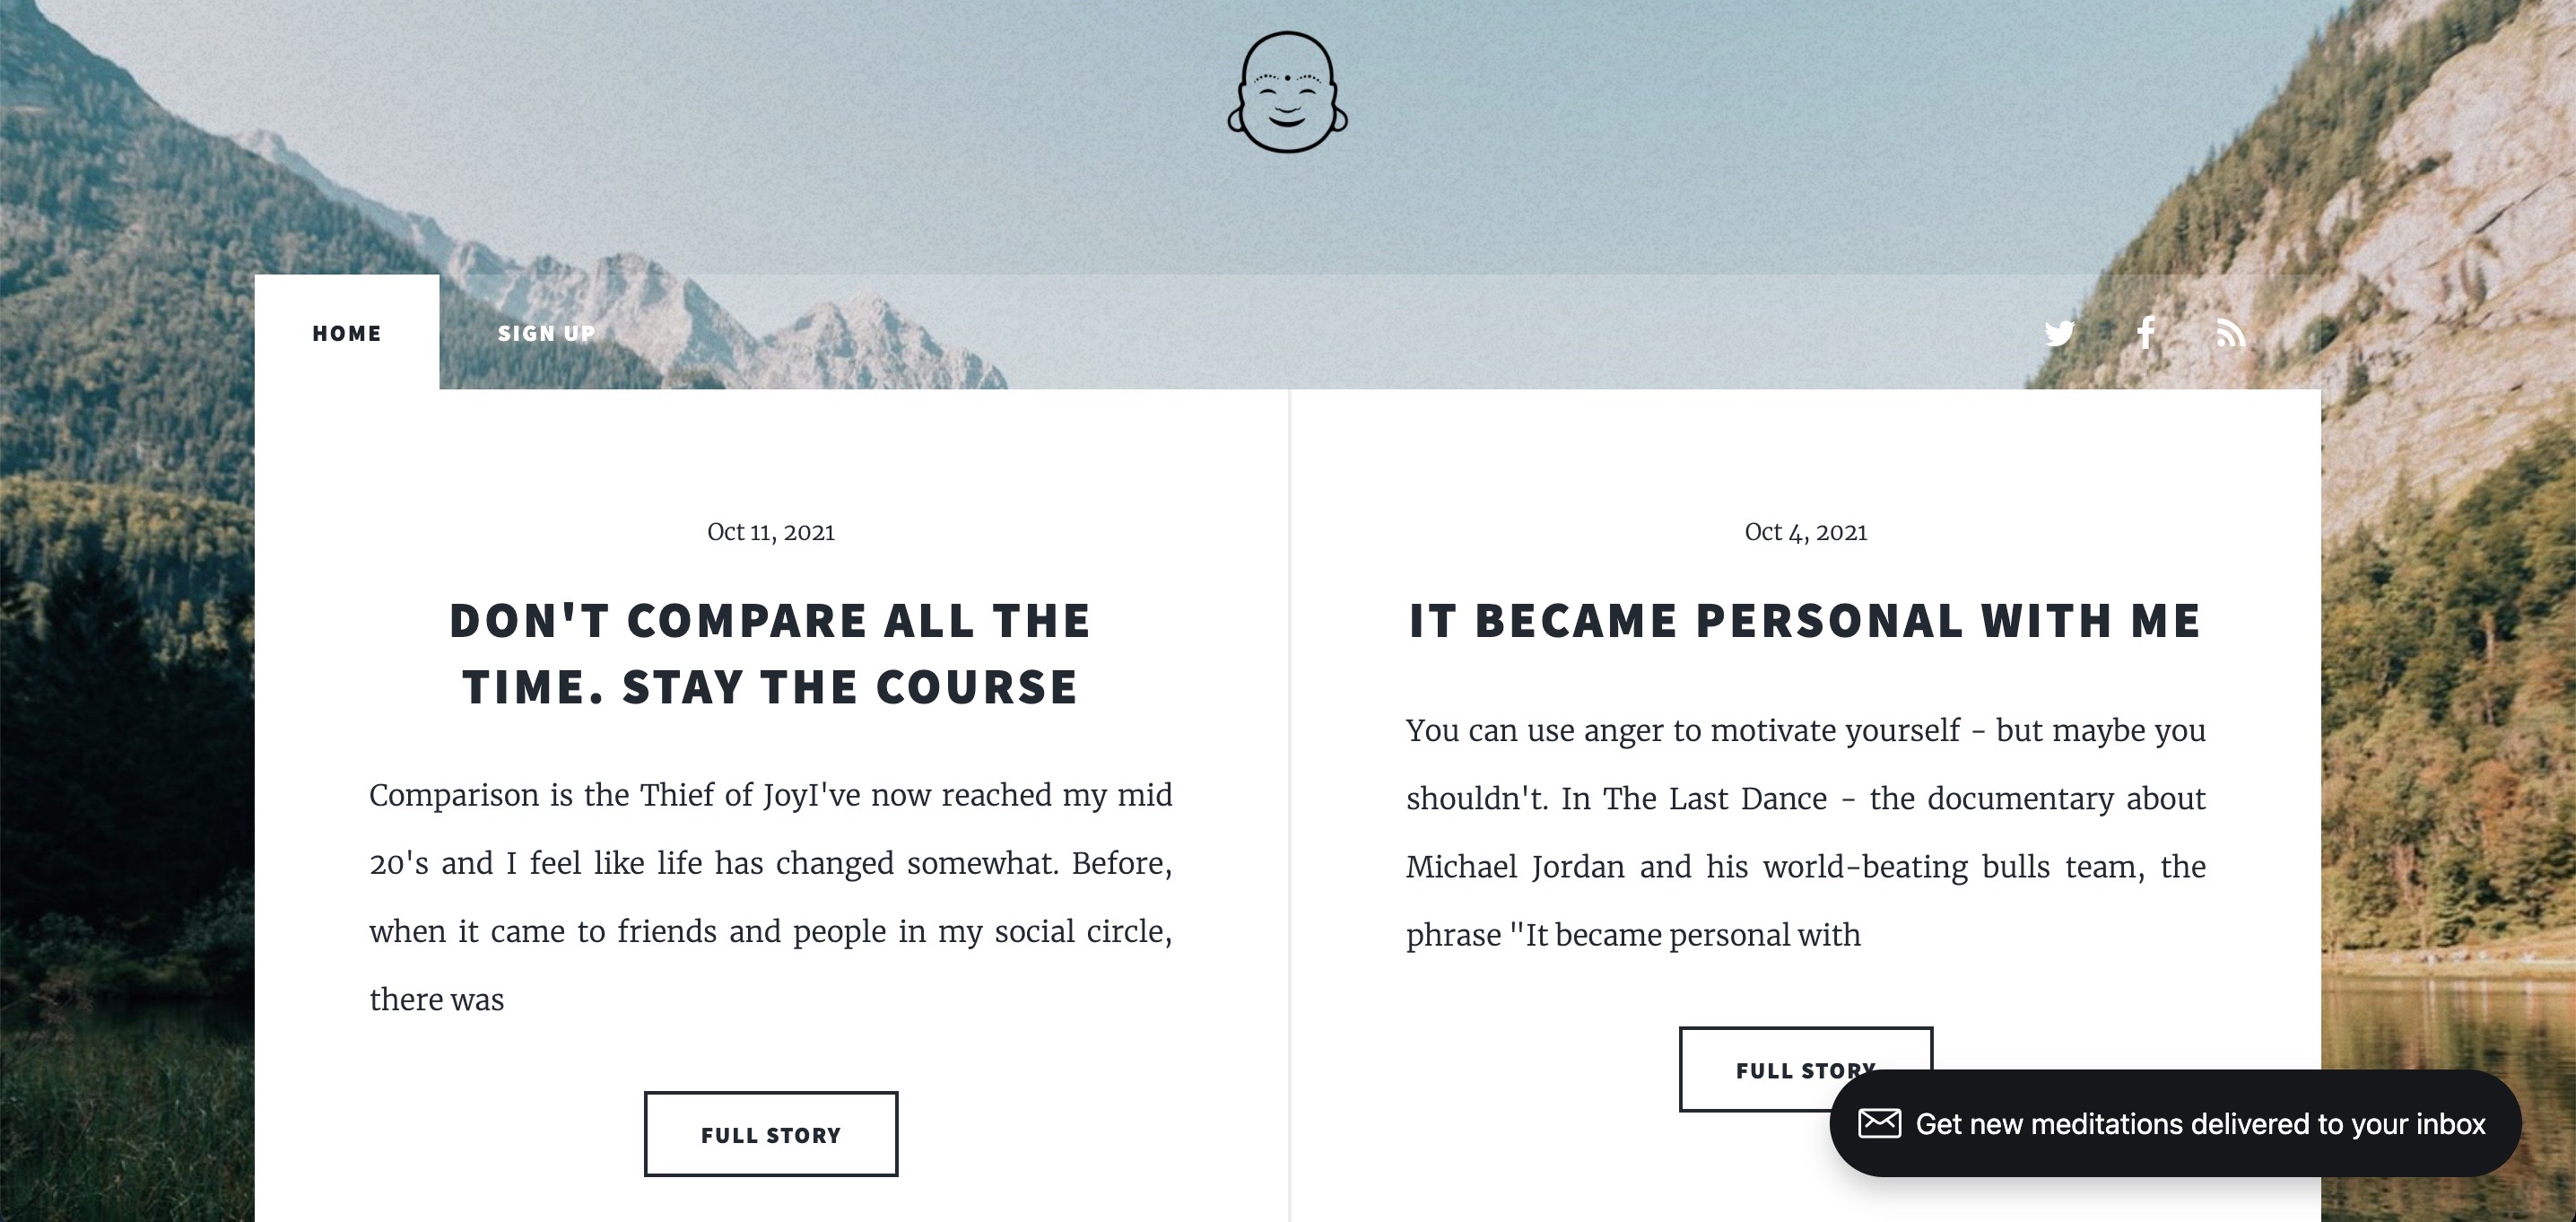 HOME
SIGN UP
Oct 11, 2021
DON'T COMPARE ALL THE
TIME. STAY THE COURSE
Comparison is the Thief of JoyI've now reached my mid
20's and I feel like life has changed somewhat. Before,
when it came to friends and people in my social circle,
there was
FULL STORY
Oct 4, 2021
IT BECAME PERSONAL WITH ME
You can use anger to motivate yourself - but maybe you
shouldn't. In The Last Dance - the documentary about
Michael Jordan and his world-beating bulls team, the
phrase "It became personal with
FULL STORY
Get new meditations delivered to your inbox